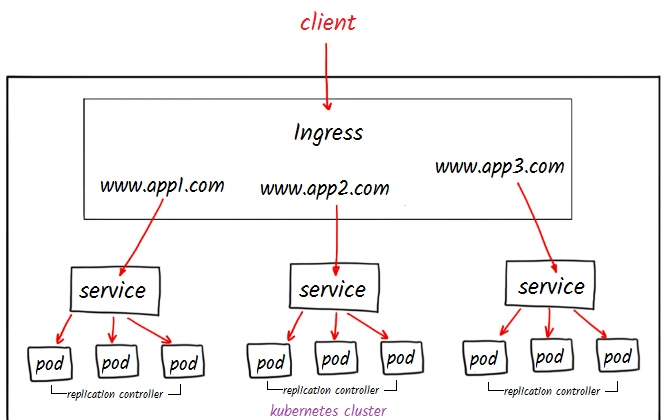 client
Ingress
www.app1.com
www.app2.com
www.app3.com
service
service
service
pod
pod
pod
pod
pod
pod
pod
pod
pod
replication controller
replication controller
replication controller
kubernetes cluster